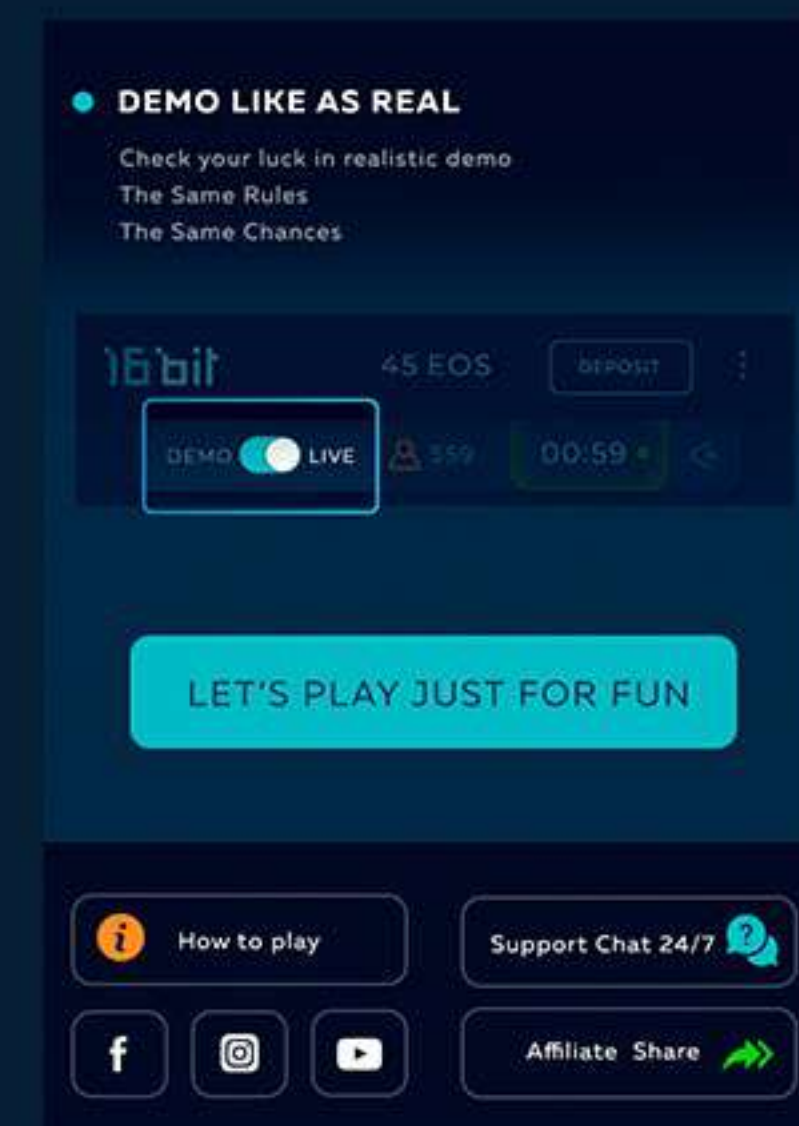 DEMO LIKE AS REAL
Check your luck in realistic demo
The Same Rules
The Same Chances
16bit 45 EOS DEPOSIT
DEMO LIVE 359 00:59
LET'S PLAY JUST FOR FUN
How to play Support Chat 24/7
Affiliate Share